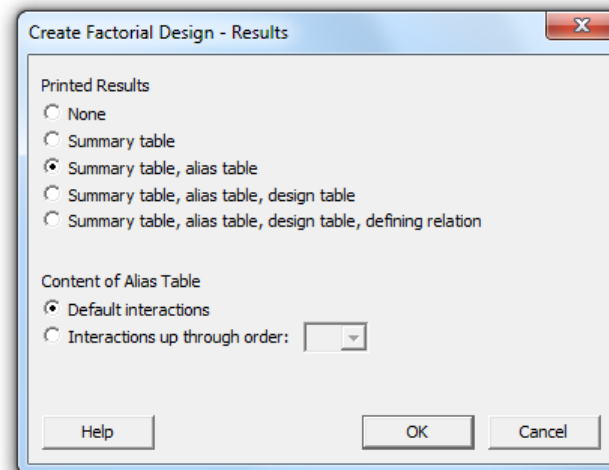 Create Factorial Design - Results
Printed Results
None
Summary table
Summary table, alias table
Summary table, alias table, design table
Summary table, alias table, design table, defining relation
Content of Alias Table
Default interactions
Interactions up through order:
Help OK Cancel